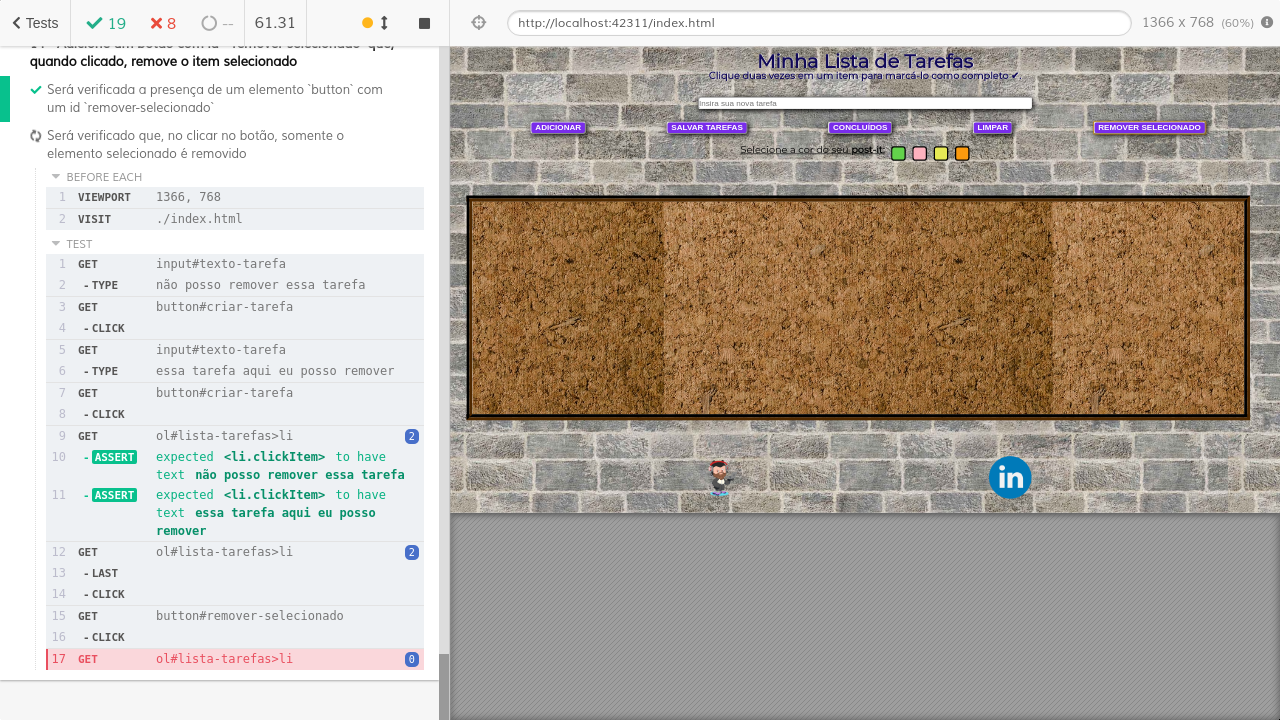 Tests
19
8
--
61.31
http://localhost:42311/index.html
1366 x 768 (60%)
quando clicado, remove o item selecionado
Será verificada a presença de um elemento `button` com
um id `remover-selecionado`
Será verificado que, no clicar no botão, somente o
elemento selecionado é removido
BEFORE EACH
1 VIEWPORT 1366, 768
2 VISIT ./index.html
TEST
1 GET input#texto-tarefa
2 -TYPE não posso remover essa tarefa
3 GET button#criar-tarefa
4 -CLICK
5 GET input#texto-tarefa
6 -TYPE essa tarefa aqui eu posso remover
7 GET button#criar-tarefa
8 -CLICK
9 GET ol#lista-tarefas>li 2
10 -ASSERT expected <li.clickItem> to have
text não posso remover essa tarefa
11 -ASSERT expected <li.clickItem> to have
text essa tarefa aqui eu posso
remover
12 GET ol#lista-tarefas>li 2
13 -LAST
14 -CLICK
15 GET button#remover-selecionado
16 -CLICK
17 GET ol#lista-tarefas>li 0
Minha Lista de Tarefas
Clique duas vezes em um item para marcá-lo como completo ✔.
Insira sua nova tarefa
ADICIONAR
SALVAR TAREFAS
CONCLUÍDOS
LIMPAR
REMOVER SELECIONADO
Selecione a cor do seu post-it:
in